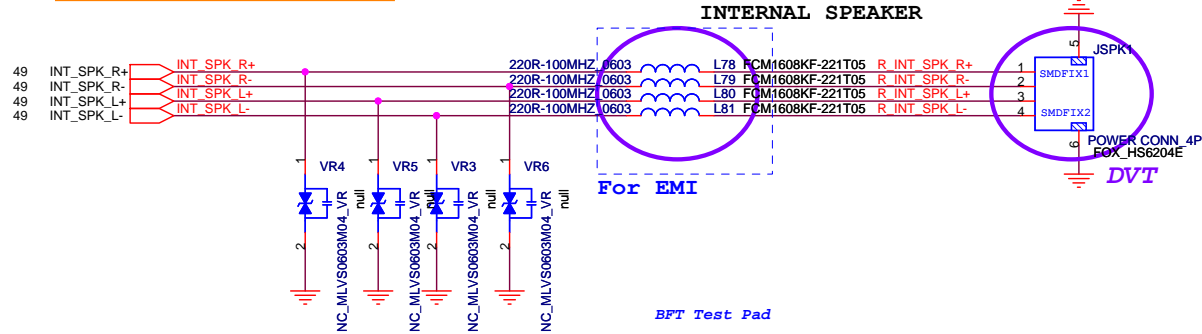 INTERNAL SPEAKER
49 INT_SPK_R+ INT_SPK_R+ 220R-100MHZ_0603 L78 FCM1608KF-221T05 R_INT_SPK_R+
49 INT_SPK_R- INT_SPK_R- 220R-100MHZ_0603 L79 FCM1608KF-221T05 R_INT_SPK_R-
49 INT_SPK_L+ INT_SPK_L+ 220R-100MHZ_0603 L80 FCM1608KF-221T05 R_INT_SPK_L+
49 INT_SPK_L- INT_SPK_L- 220R-100MHZ_0603 L81 FCM1608KF-221T05 R_INT_SPK_L-
5
JSPK1
1 SMDFIX1
2
3
4 SMDFIX2
6
POWER CONN_4P
FOX_HS6204E
DVT
For EMI
1 VR4 1 VR5 1 VR3 1 VR6
null null null null
2 2 2 2
NC_MLVS0603M04_VR NC_MLVS0603M04_VR NC_MLVS0603M04_VR NC_MLVS0603M04_VR
BFT Test Pad